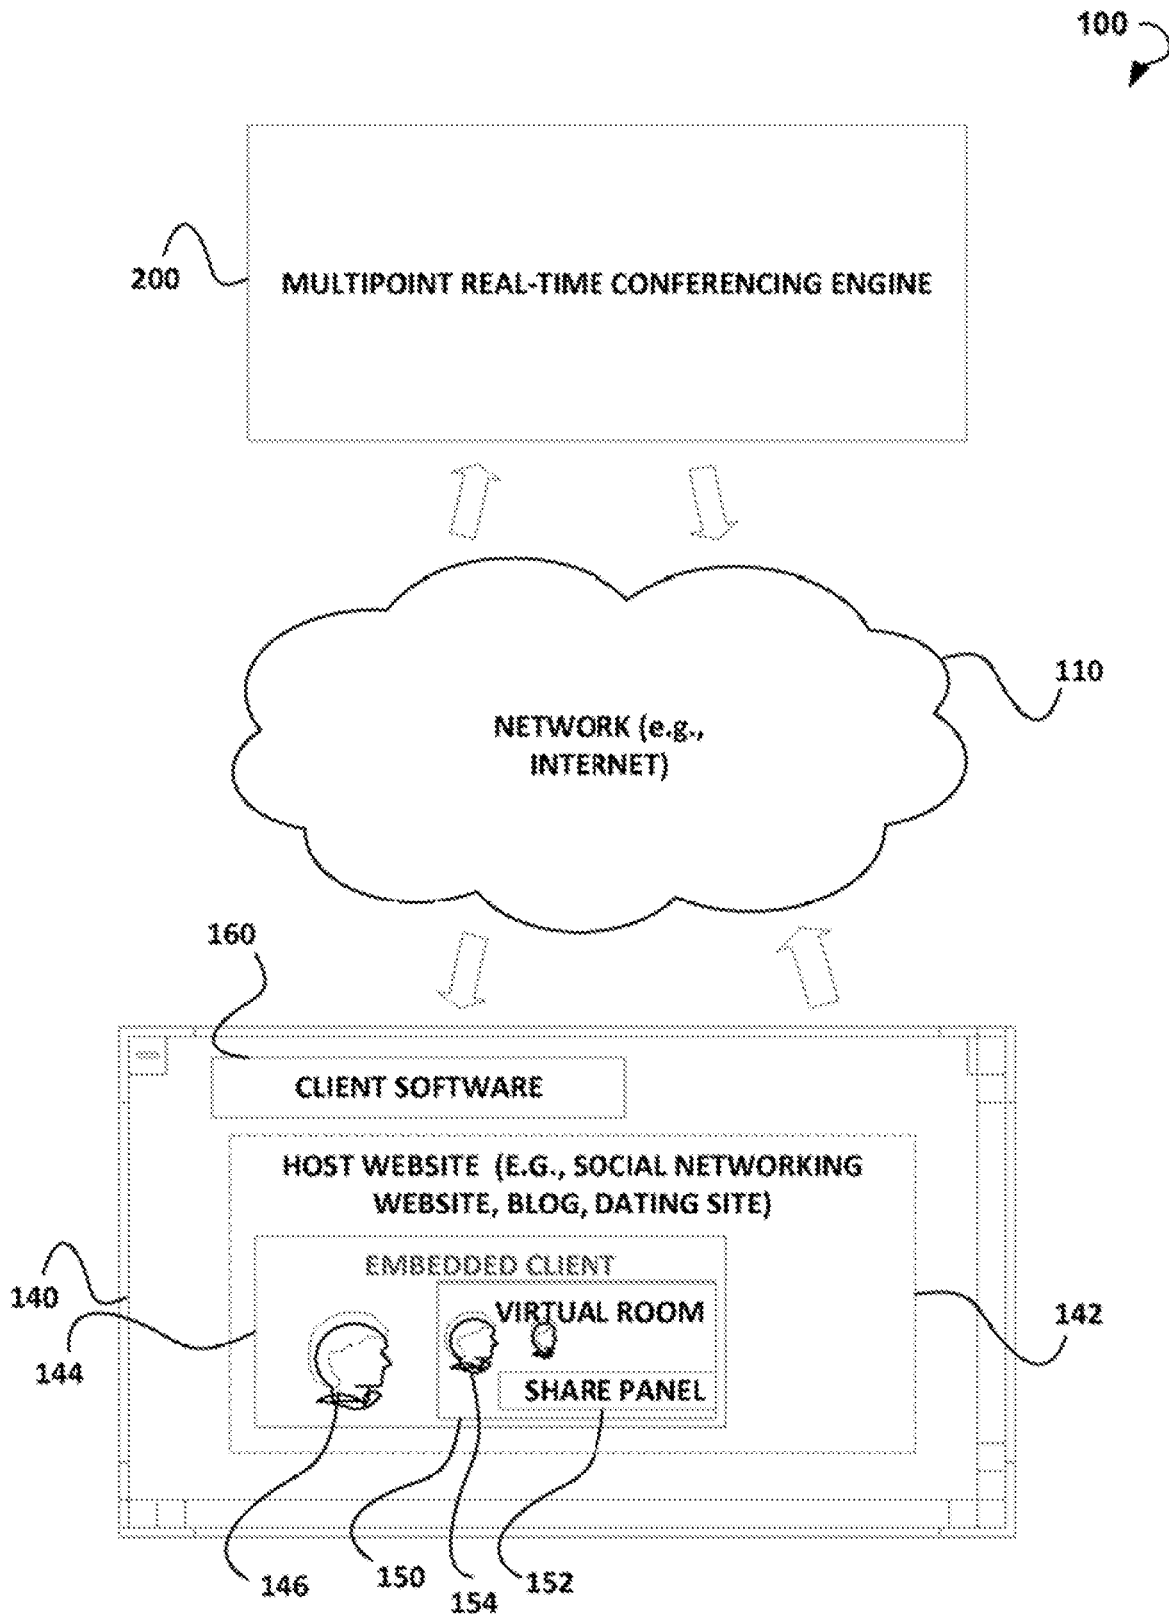 100
200
MULTIPOINT REAL-TIME CONFERENCING ENGINE
110
NETWORK (e.g.,
INTERNET)
160
CLIENT SOFTWARE
HOST WEBSITE (E.G., SOCIAL NETWORKING
WEBSITE, BLOG, DATING SITE)
EMBEDDED CLIENT
140
VIRTUAL ROOM
142
144
SHARE PANEL
146
150
154
152